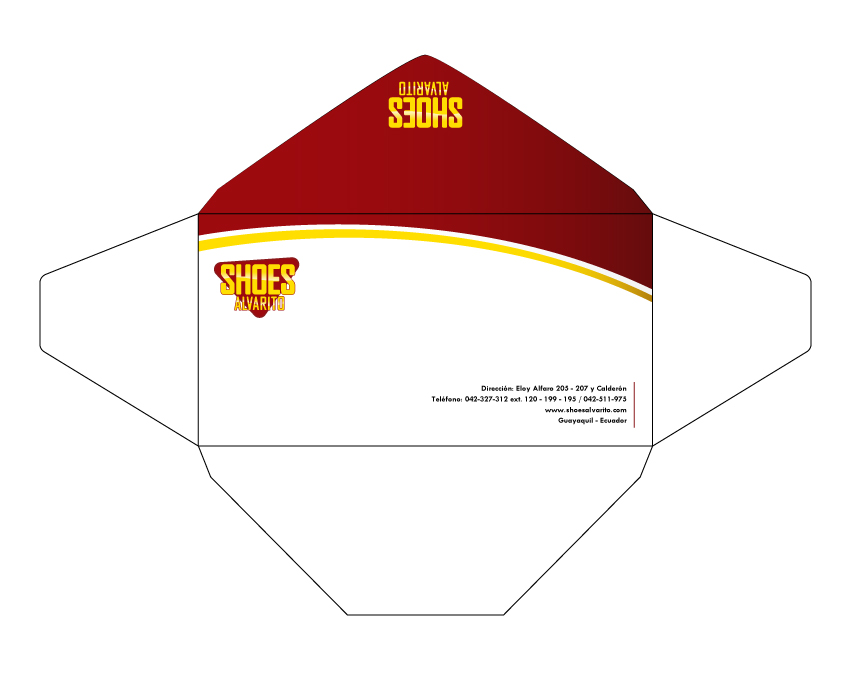 SHOES
ALVARITO
SHOES
ALVARITO
Dirección: Eloy Alfaro 205 - 207 y Calderón
Teléfono: 042-327-312 ext. 120 - 199 - 195 / 042-511-975
www.shoesalvarito.com
Guayaquil - Ecuador